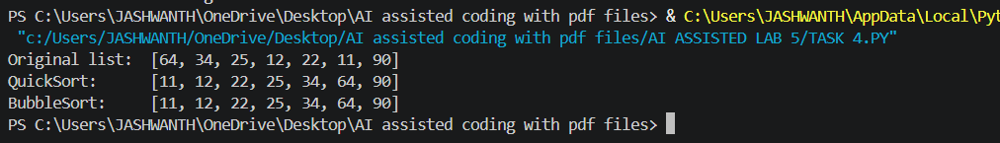 PS C:\Users\JASHWANTH\OneDrive\Desktop\AI assisted coding with pdf files> & C:\Users\JASHWANTH\AppData\Local\Pyt
"c:/Users/JASHWANTH/OneDrive/Desktop/AI assisted coding with pdf files/AI ASSISTED LAB 5/TASK 4.PY"
Original list:  [64, 34, 25, 12, 22, 11, 90]
QuickSort:      [11, 12, 22, 25, 34, 64, 90]
BubbleSort:     [11, 12, 22, 25, 34, 64, 90]
PS C:\Users\JASHWANTH\OneDrive\Desktop\AI assisted coding with pdf files>